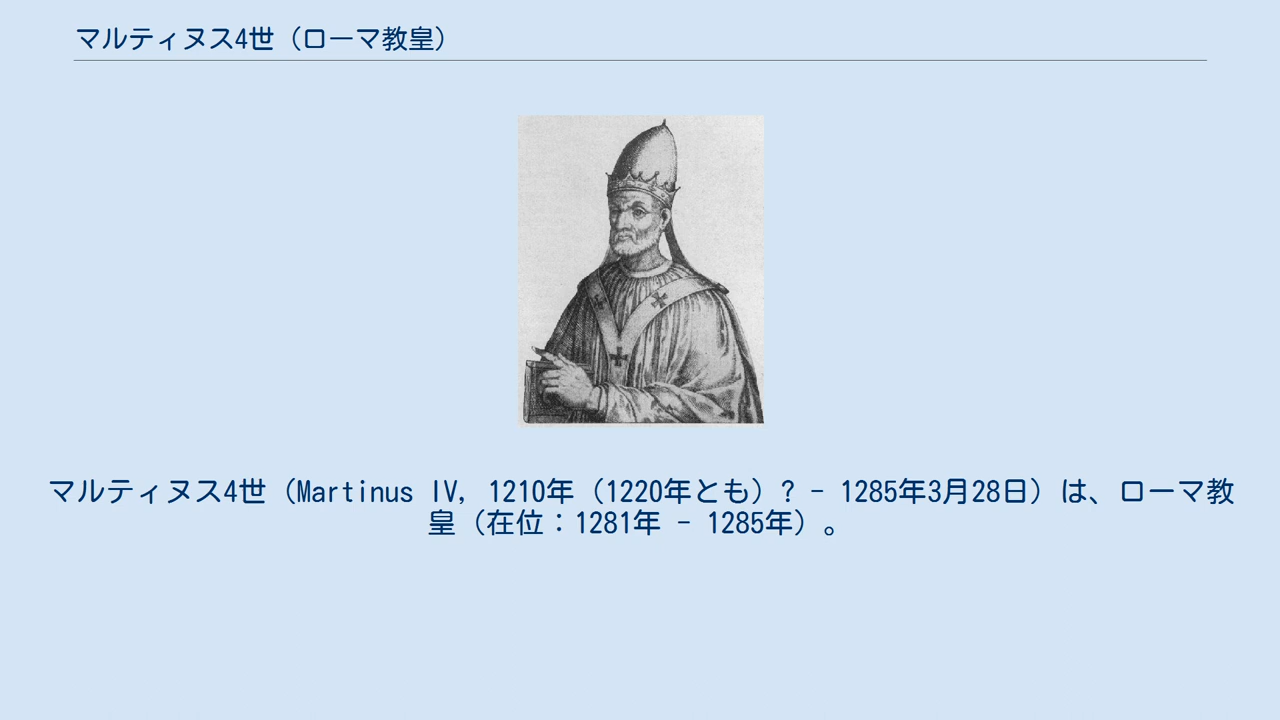 マルティヌス4世（ローマ教皇）
マルティヌス4世（Martinus IV, 1210年（1220年とも）? - 1285年3月28日）は、ローマ教
皇（在位：1281年 - 1285年）。